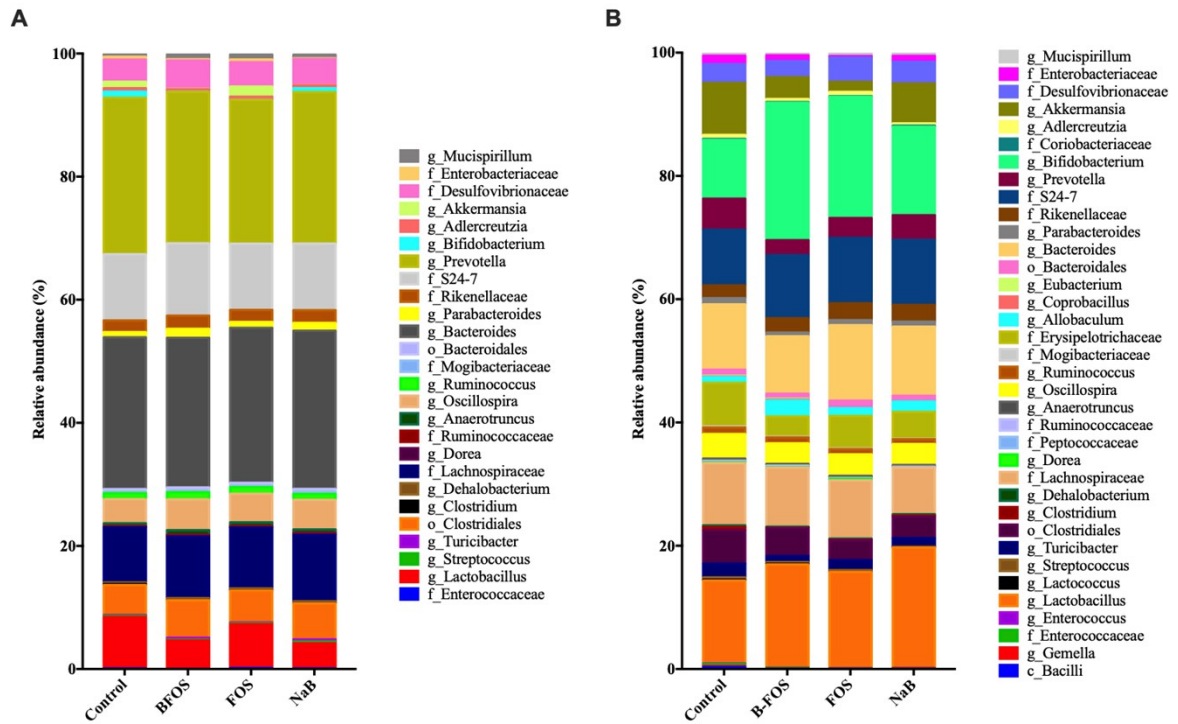 A
Relative abundance (%)
100
80
60
40
20
0
Control
BFOS
FOS
NaB
g_Mucispirillum
f_Enterobacteriaceae
f_Desulfovibrionaceae
g_Akkermansia
g_Adlercreutzia
g_Bifidobacterium
g_Prevotella
f_S24-7
f_Rikenellaceae
g_Parabacteroides
g_Bacteroides
o_Bacteroidales
f_Mogibacteriaceae
g_Ruminococcus
g_Oscillospira
g_Anaerotruncus
f_Ruminococcaceae
g_Dorea
f_Lachnospiraceae
g_Dehalobacterium
g_Clostridium
o_Clostridiales
g_Turicibacter
g_Streptococcus
g_Lactobacillus
f_Enterococcaceae
B
Relative abundance (%)
100
80
60
40
20
0
Control
B-FOS
FOS
NaB
g_Mucispirillum
f_Enterobacteriaceae
f_Desulfovibrionaceae
g_Akkermansia
g_Adlercreutzia
f_Coriobacteriaceae
g_Bifidobacterium
g_Prevotella
f_S24-7
f_Rikenellaceae
g_Parabacteroides
g_Bacteroides
o_Bacteroidales
g_Eubacterium
g_Coprobacillus
g_Allobaculum
f_Erysipelotrichaceae
f_Mogibacteriaceae
g_Ruminococcus
g_Oscillospira
g_Anaerotruncus
f_Ruminococcaceae
f_Peptococcaceae
g_Dorea
f_Lachnospiraceae
g_Dehalobacterium
g_Clostridium
o_Clostridiales
g_Turicibacter
g_Streptococcus
g_Lactococcus
g_Lactobacillus
g_Enterococcus
f_Enterococcaceae
g_Gemella
c_Bacilli